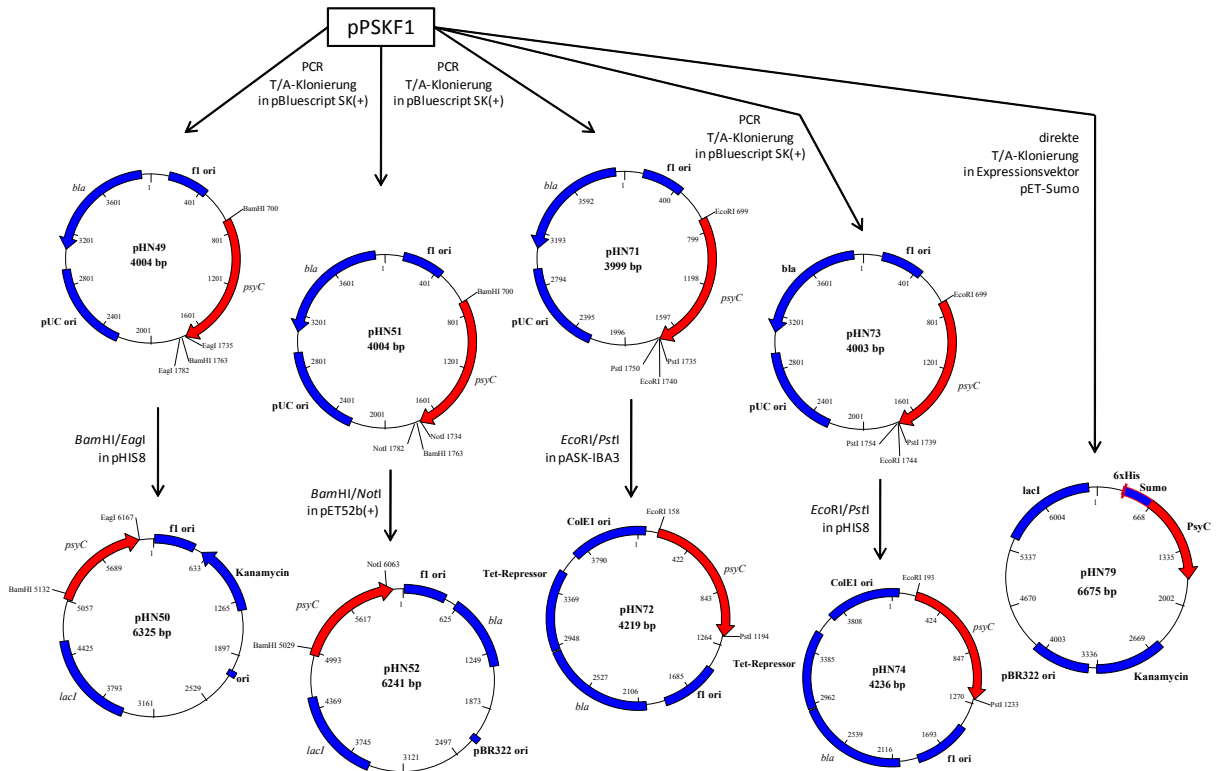 pPSKF1
PCR
T/A-Klonierung
in pBluescript SK(+)
PCR
T/A-Klonierung
in pBluescript SK(+)
PCR
T/A-Klonierung
in pBluescript SK(+)
direkte
T/A-Klonierung
in Expressionsvektor
pET-Sumo
pHN49
4004 bp
1
f1 ori
401
BamHI 700
801
1201
psyC
1601
EagI 1735
BamHI 1763
EagI 1782
2001
2401
pUC ori
2801
3201
3601
bla
pHN51
4004 bp
1
f1 ori
401
BamHI 700
801
1201
psyC
1601
NotI 1734
BamHI 1763
NotI 1782
2001
2401
pUC ori
2801
3201
3601
bla
pHN71
3999 bp
1
f1 ori
400
EcoRI 699
799
1198
psyC
1597
PstI 1735
EcoRI 1740
PstI 1750
1996
2395
pUC ori
2794
3193
3592
bla
pHN73
4003 bp
1
f1 ori
401
EcoRI 699
801
1201
psyC
1601
PstI 1739
EcoRI 1744
PstI 1754
2001
2401
pUC ori
2801
3201
3601
bla
BamHI/EagI
in pHIS8
BamHI/NotI
in pET52b(+)
EcoRI/PstI
in pASK-IBA3
EcoRI/PstI
in pHIS8
pHN50
6325 bp
1
f1 ori
633
Kanamycin
1265
1897
ori
2529
3161
3793
lacI
4425
5057
BamHI 5132
psyC
5689
EagI 6167
pHN52
6241 bp
1
f1 ori
625
bla
1249
1873
pBR322 ori
2497
3121
3745
lacI
4369
4993
BamHI 5029
psyC
5617
NotI 6063
pHN72
4219 bp
1
EcoRI 158
422
psyC
843
PstI 1194
1264
f1 ori
1685
2106
bla
2527
2948
3369
Tet-Repressor
3790
ColE1 ori
pHN74
4236 bp
1
EcoRI 193
424
psyC
847
PstI 1233
1270
f1 ori
1693
2116
bla
2539
2962
3385
Tet-Repressor
3808
ColE1 ori
pHN79
6675 bp
1
6xHis
Sumo
668
PsyC
1335
2002
2669
Kanamycin
3336
pBR322 ori
4003
4670
5337
6004
lacI